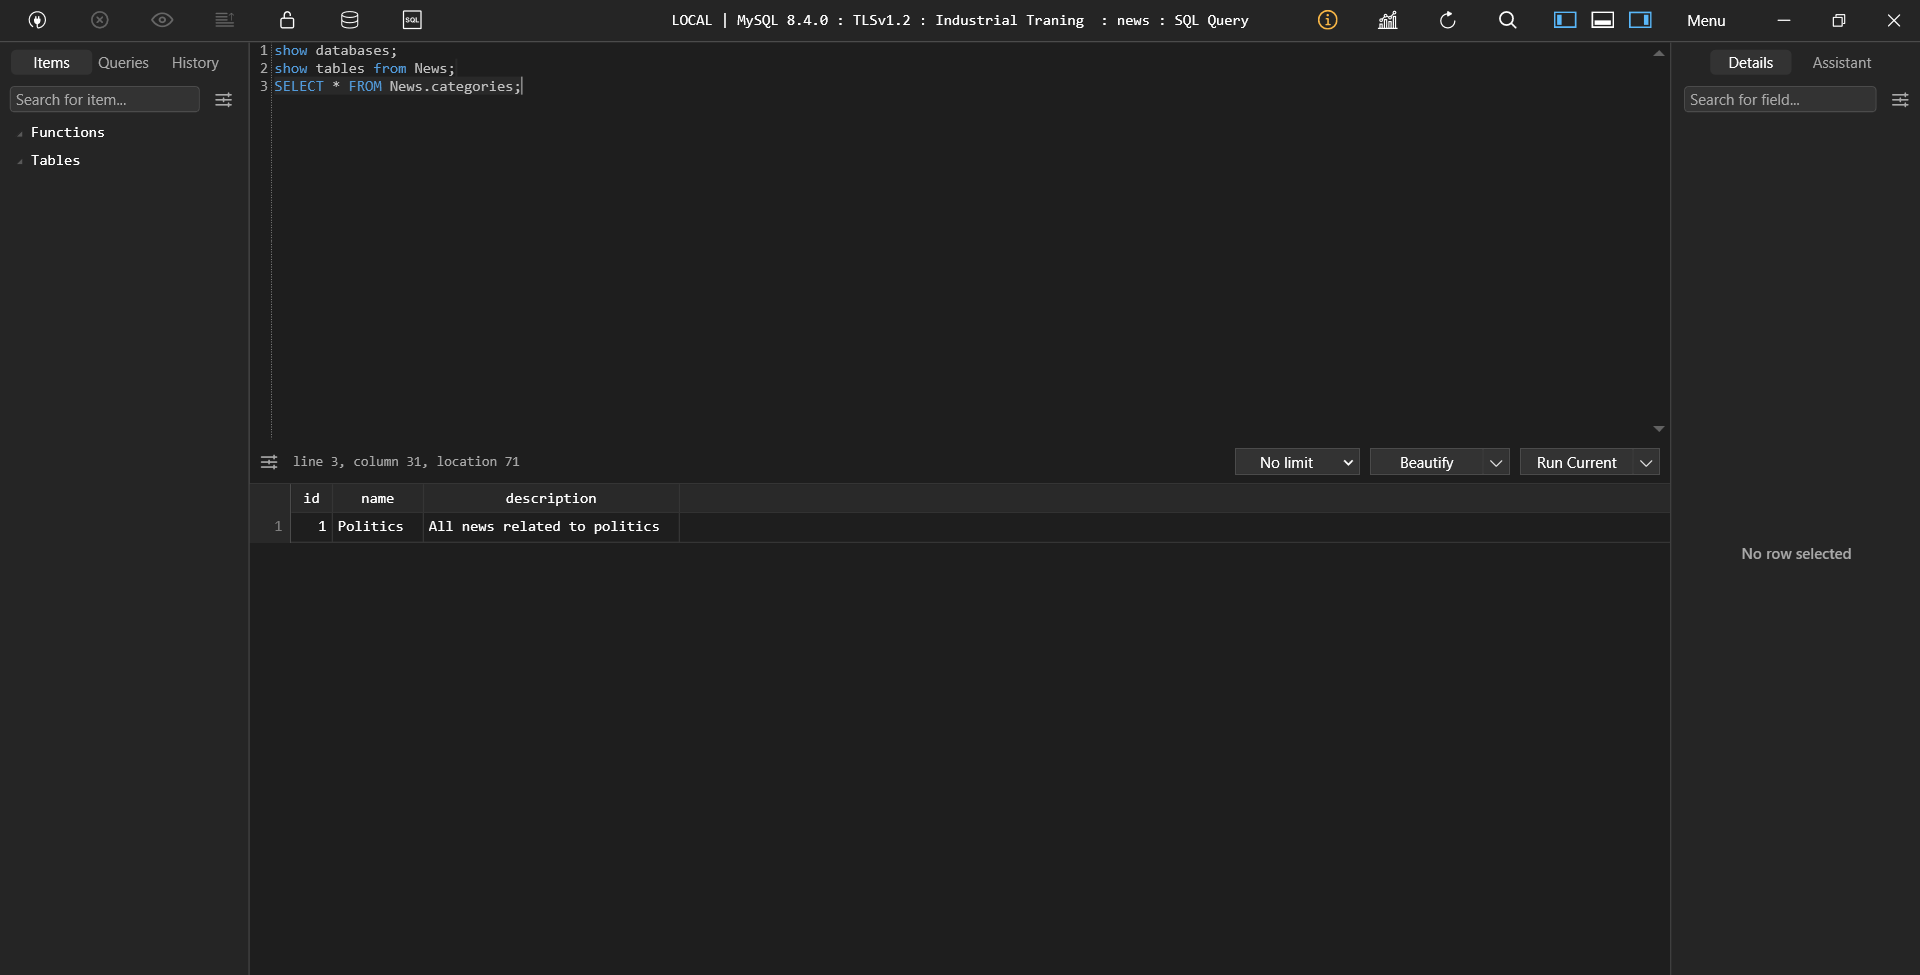 SQL
LOCAL | MySQL 8.4.0 : TLSv1.2 : Industrial Traning : news : SQL Query
Menu
Items Queries History
Search for item...
Functions
Tables
1 show databases;
2 show tables from News;
3 SELECT * FROM News.categories;
line 3, column 31, location 71
No limit
Beautify
Run Current
id name description
1 1 Politics All news related to politics
Details Assistant
Search for field...
No row selected